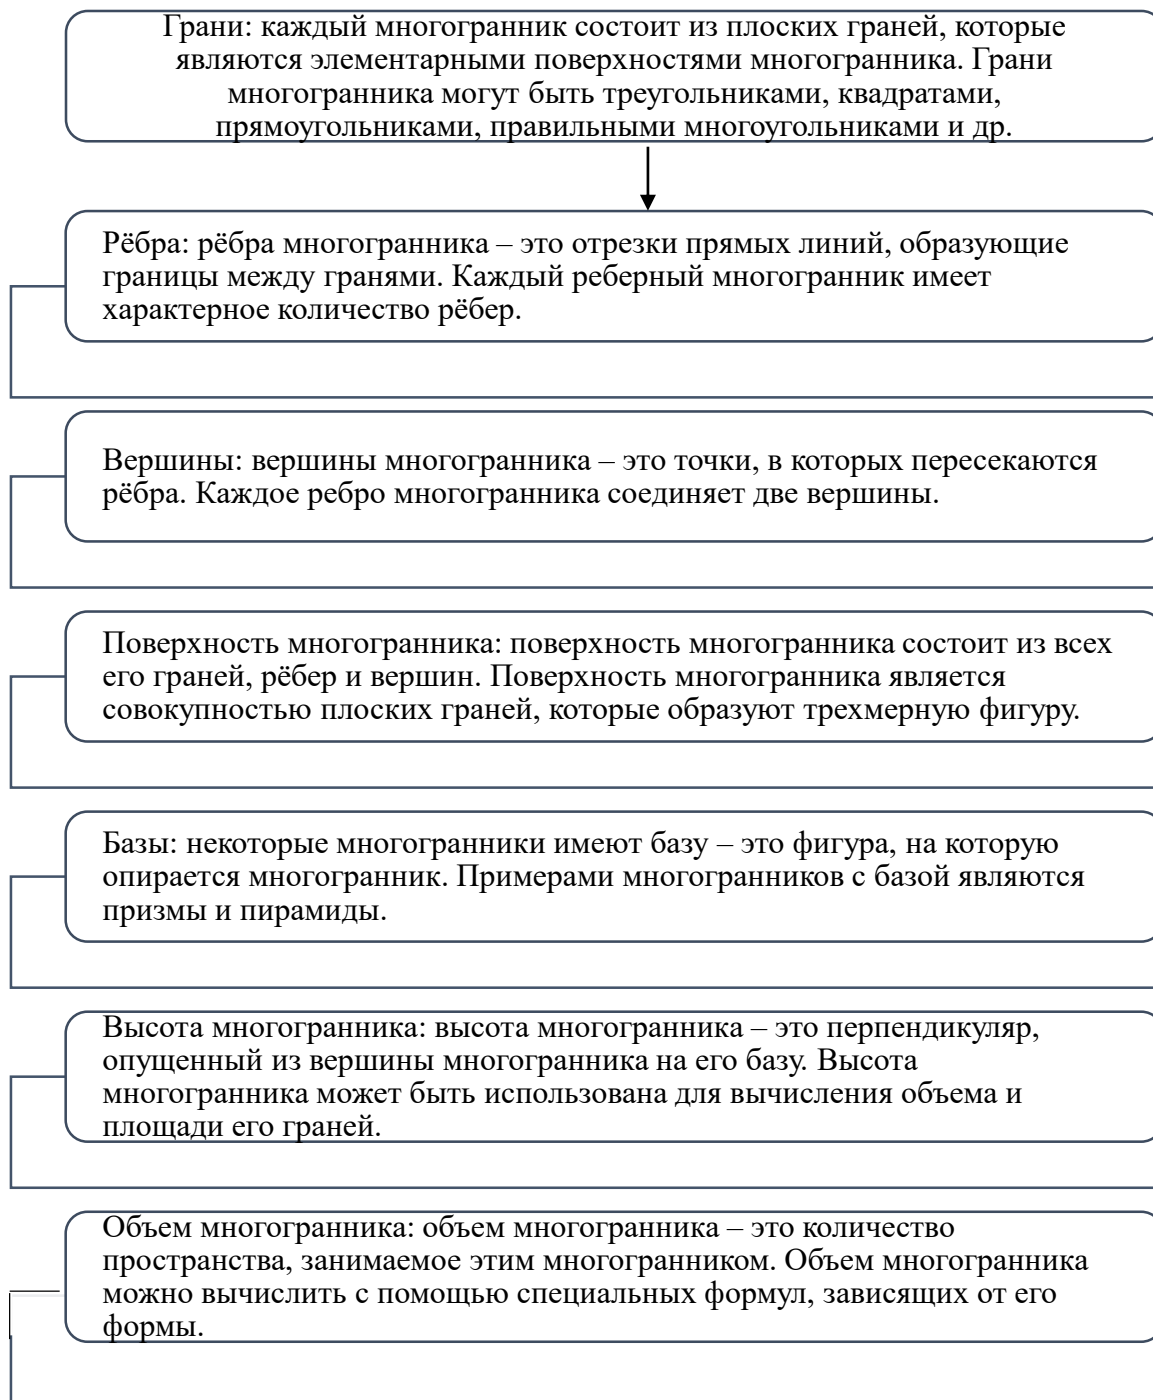 Грани: каждый многогранник состоит из плоских граней, которые
являются элементарными поверхностями многогранника. Грани
многогранника могут быть треугольниками, квадратами,
прямоугольниками, правильными многоугольниками и др.
Рёбра: рёбра многогранника – это отрезки прямых линий, образующие
границы между гранями. Каждый реберный многогранник имеет
характерное количество рёбер.
Вершины: вершины многогранника – это точки, в которых пересекаются
рёбра. Каждое ребро многогранника соединяет две вершины.
Поверхность многогранника: поверхность многогранника состоит из всех
его граней, рёбер и вершин. Поверхность многогранника является
совокупностью плоских граней, которые образуют трехмерную фигуру.
Базы: некоторые многогранники имеют базу – это фигура, на которую
опирается многогранник. Примерами многогранников с базой являются
призмы и пирамиды.
Высота многогранника: высота многогранника – это перпендикуляр,
опущенный из вершины многогранника на его базу. Высота
многогранника может быть использована для вычисления объема и
площади его граней.
Объем многогранника: объем многогранника – это количество
пространства, занимаемое этим многогранником. Объем многогранника
можно вычислить с помощью специальных формул, зависящих от его
формы.